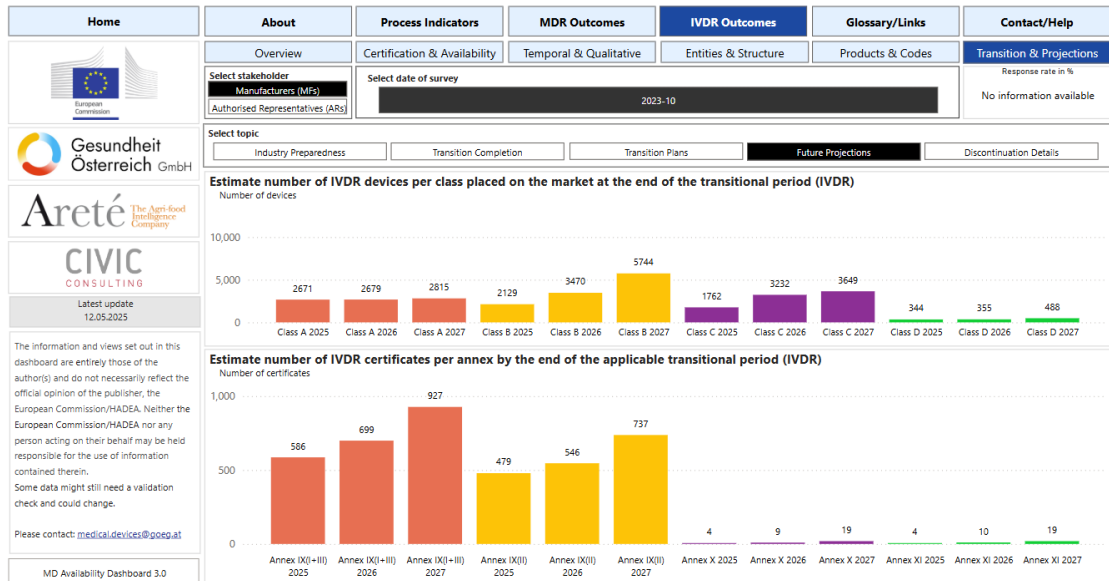 Home
About
Process Indicators
MDR Outcomes
IVDR Outcomes
Glossary/Links
Contact/Help
Overview
Certification & Availability
Temporal & Qualitative
Entities & Structure
Products & Codes
Transition & Projections
European
Commission
Select stakeholder
Manufacturers (MFs)
Authorised Representatives (ARs)
Select date of survey
2023-10
Response rate in %
No information available
Gesundheit
Österreich GmbH
Select topic
Industry Preparedness
Transition Completion
Transition Plans
Future Projections
Discontinuation Details
Areté The Agri-food
Intelligence
Company
CIVIC
CONSULTING
Latest update
12.05.2025
The information and views set out in this
dashboard are entirely those of the
author(s) and do not necessarily reflect the
official opinion of the publisher, the
European Commission/HADEA. Neither the
European Commission/HADEA nor any
person acting on their behalf may be held
responsible for the use of information
contained therein.
Some data might still need a validation
check and could change.
Please contact: medical.devices@goeg.at
MD Availability Dashboard 3.0
Estimate number of IVDR devices per class placed on the market at the end of the transitional period (IVDR)
Number of devices
10,000
5,000
0
2671
2679
2815
2129
3470
5744
1762
3232
3649
344
355
488
Class A 2025
Class A 2026
Class A 2027
Class B 2025
Class B 2026
Class B 2027
Class C 2025
Class C 2026
Class C 2027
Class D 2025
Class D 2026
Class D 2027
Estimate number of IVDR certificates per annex by the end of the applicable transitional period (IVDR)
Number of certificates
1,000
500
0
586
699
927
479
546
737
4
9
19
4
10
19
Annex IX(I+III)
2025
Annex IX(I+III)
2026
Annex IX(I+III)
2027
Annex IX(II)
2025
Annex IX(II)
2026
Annex IX(II)
2027
Annex X 2025
Annex X 2026
Annex X 2027
Annex XI 2025
Annex XI 2026
Annex XI 2027